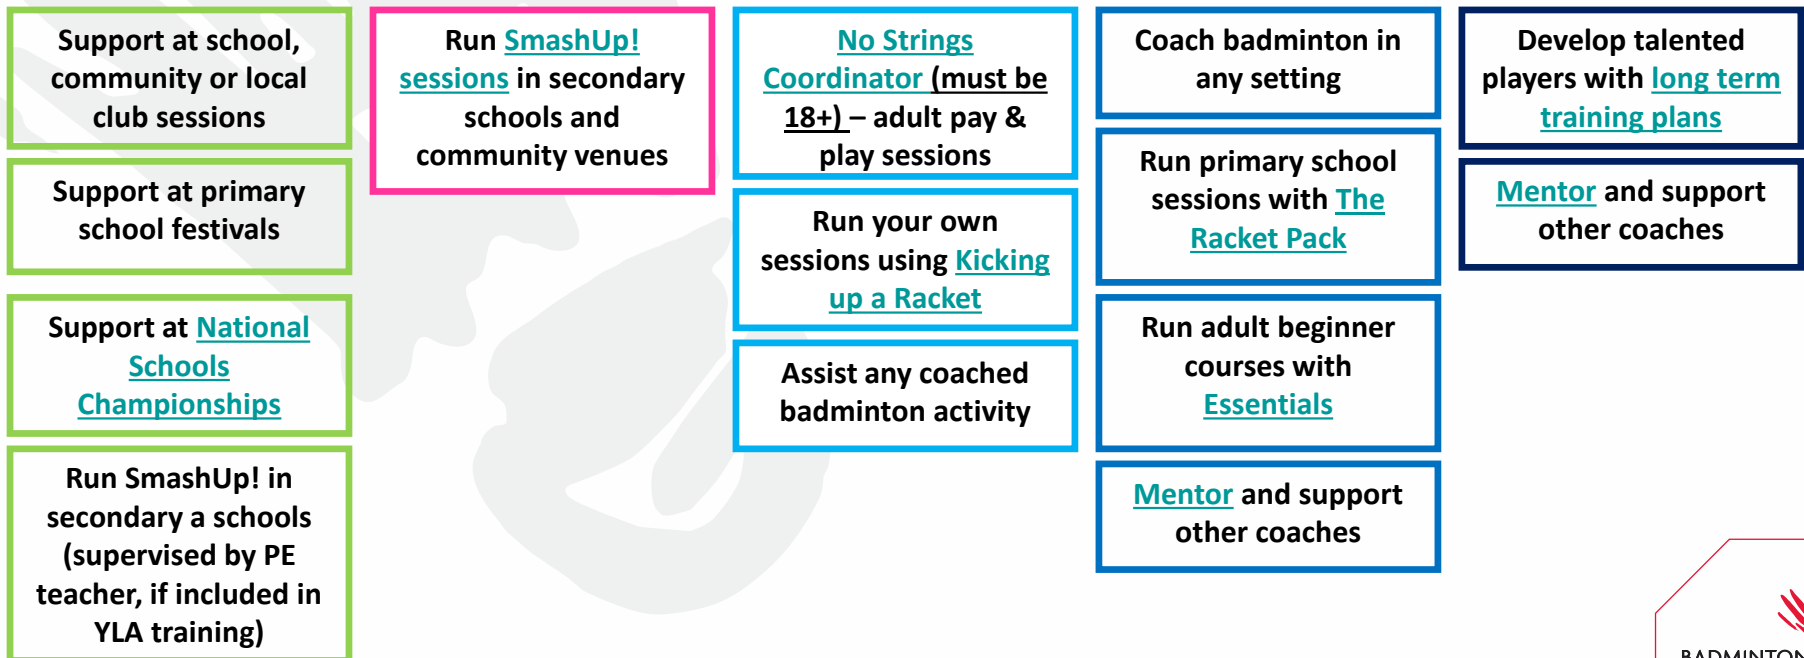 Support at school,
community or local
club sessions
Support at primary
school festivals
Support at National
Schools
Championships
Run SmashUp! in
secondary a schools
(supervised by PE
teacher, if included in
YLA training)
Run SmashUp!
sessions in secondary
schools and
community venues
No Strings
Coordinator (must be
18+) – adult pay &
play sessions
Run your own
sessions using Kicking
up a Racket
Assist any coached
badminton activity
Coach badminton in
any setting
Run primary school
sessions with The
Racket Pack
Run adult beginner
courses with
Essentials
Mentor and support
other coaches
Develop talented
players with long term
training plans
Mentor and support
other coaches
BADMINTON